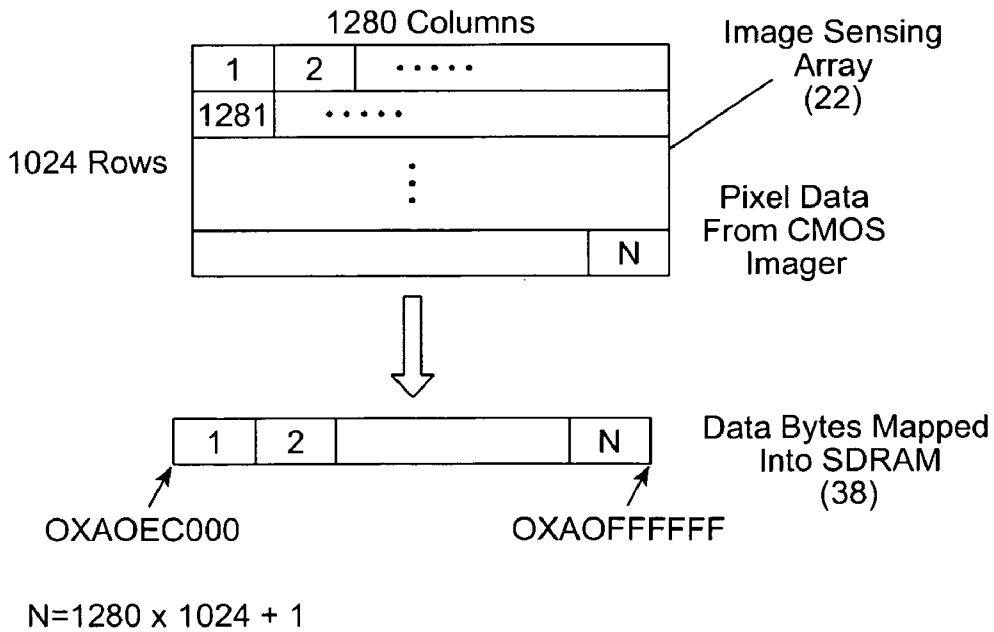 1280 Columns
Image Sensing
Array
(22)
1 2 .....
1281 .....
1024 Rows
Pixel Data
From CMOS
Imager
N
1 2 N
Data Bytes Mapped
Into SDRAM
(38)
OXAOEC000
OXAOFFFFFF
N=1280 x 1024 + 1